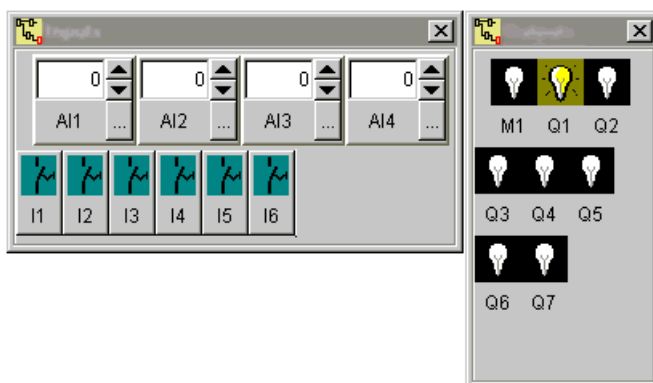 Inputs
0 0 0 0
AI1 ... AI2 ... AI3 ... AI4 ...
I1 I2 I3 I4 I5 I6
M1 Q1 Q2
Q3 Q4 Q5
Q6 Q7